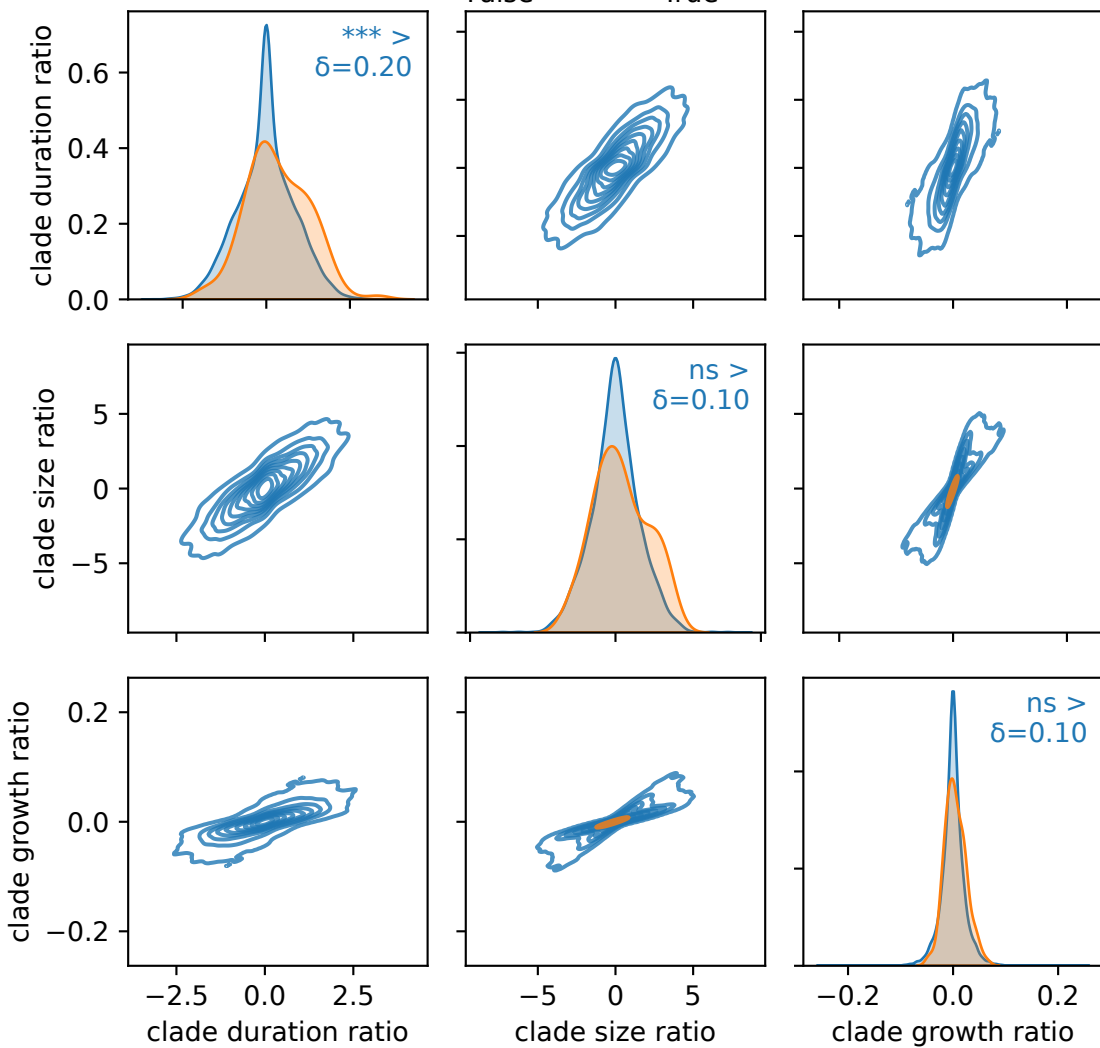 *** >
δ=0.20
clade duration ratio
0.6
0.4
0.2
0.0
ns >
δ=0.10
clade size ratio
5
0
−5
ns >
δ=0.10
clade growth ratio
0.2
0.0
−0.2
−2.5 0.0 2.5
−5 0 5
−0.2 0.0 0.2
clade duration ratio
clade size ratio
clade growth ratio